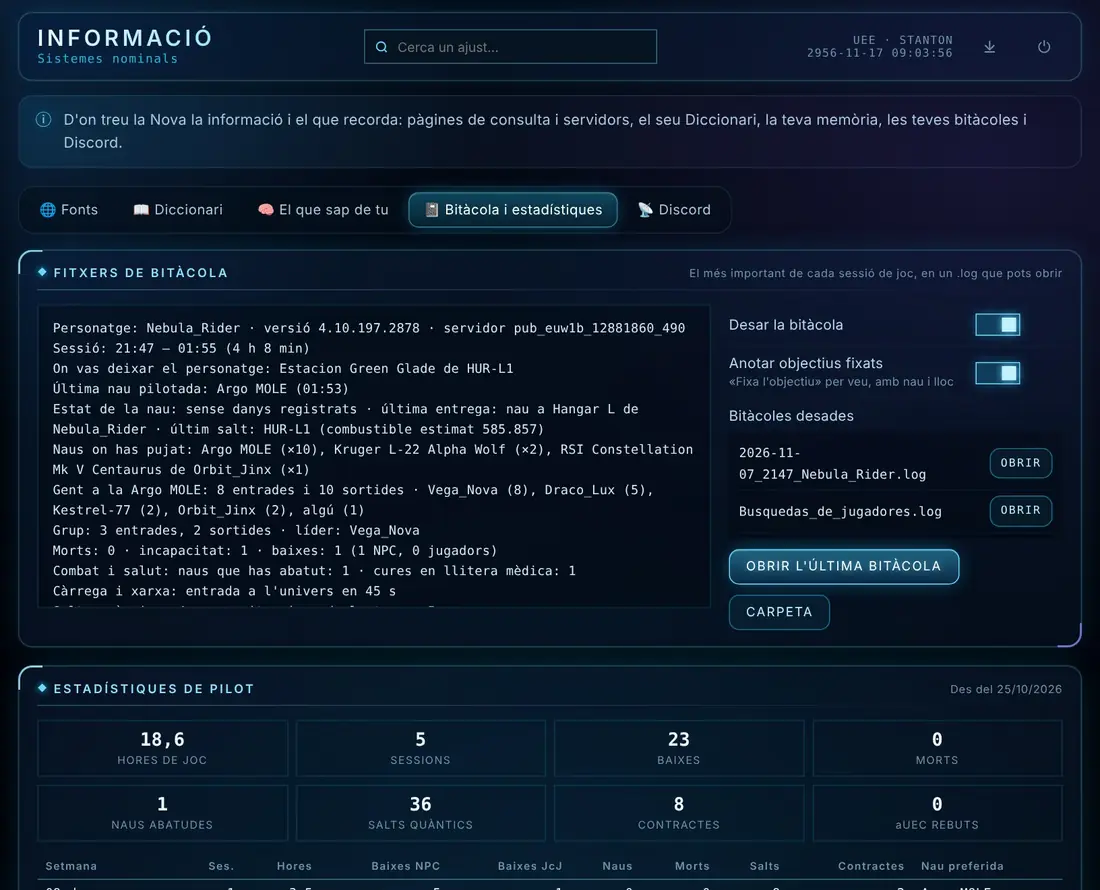 INFORMACIÓ
Sistemes nominals
Cerca un ajust...
UEE · STANTON
2956-11-17 09:03:56
D'on treu la Nova la informació i el que recorda: pàgines de consulta i servidors, el seu Diccionari, la teva memòria, les teves bitàcoles i
Discord.
Fonts
Diccionari
El que sap de tu
Bitàcola i estadístiques
Discord
FITXERS DE BITÀCOLA
El més important de cada sessió de joc, en un .log que pots obrir
Personatge: Nebula_Rider · versió 4.10.197.2878 · servidor pub_euw1b_12881860_490
Sessió: 21:47 – 01:55 (4 h 8 min)
On vas deixar el personatge: Estacion Green Glade de HUR-L1
Última nau pilotada: Argo MOLE (01:53)
Estat de la nau: sense danys registrats · última entrega: nau a Hangar L de
Nebula_Rider · últim salt: HUR-L1 (combustible estimat 585.857)
Naus on has pujat: Argo MOLE (×10), Kruger L-22 Alpha Wolf (×2), RSI Constellation
Mk V Centaurus de Orbit_Jinx (×1)
Gent a la Argo MOLE: 8 entrades i 10 sortides · Vega_Nova (8), Draco_Lux (5),
Kestrel-77 (2), Orbit_Jinx (2), algú (1)
Grup: 3 entrades, 2 sortides · líder: Vega_Nova
Morts: 0 · incapacitat: 1 · baixes: 1 (1 NPC, 0 jugadors)
Combat i salut: naus que has abatut: 1 · cures en llitera mèdica: 1
Càrrega i xarxa: entrada a l'univers en 45 s
Desar la bitàcola
Anotar objectius fixats
«Fixa l'objectiu» per veu, amb nau i lloc
Bitàcoles desades
2026-11-
07_2147_Nebula_Rider.log
OBRIR
Busquedas_de_jugadores.log
OBRIR
OBRIR L'ÚLTIMA BITÀCOLA
CARPETA
ESTADÍSTIQUES DE PILOT
Des del 25/10/2026
18,6
HORES DE JOC
5
SESSIONS
23
BAIXES
0
MORTS
1
NAUS ABATUDES
36
SALTS QUÀNTICS
8
CONTRACTES
0
aUEC REBUTS
Setmana Ses. Hores Baixes NPC Baixes JcJ Naus Morts Salts Contractes Nau preferida